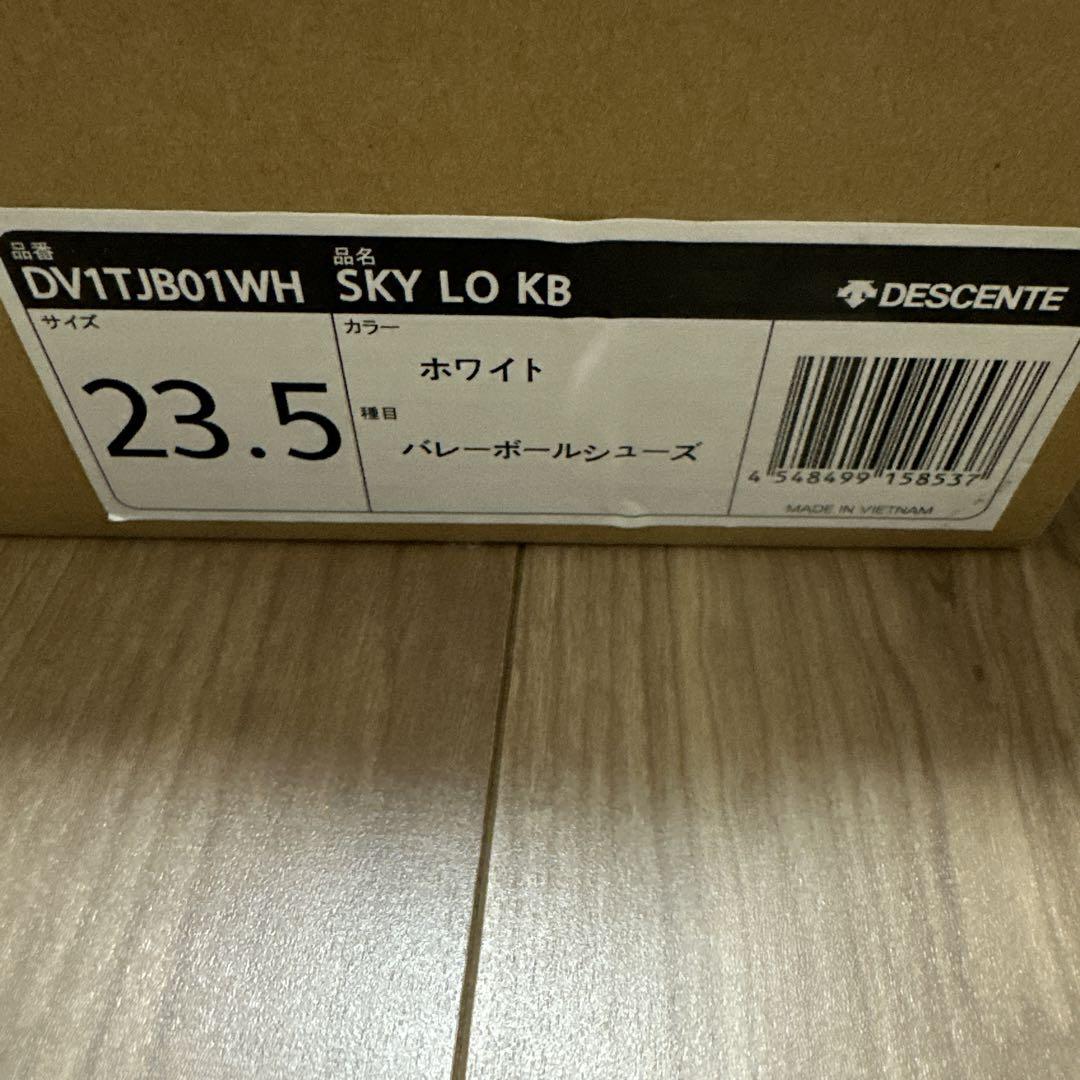 品番
DV1TJB01WH
品名
SKY LO KB
DESCENTE
サイズ
23.5
カラー
ホワイト
種目
バレーボールシューズ
4 548499 158537
MADE IN VIETNAM